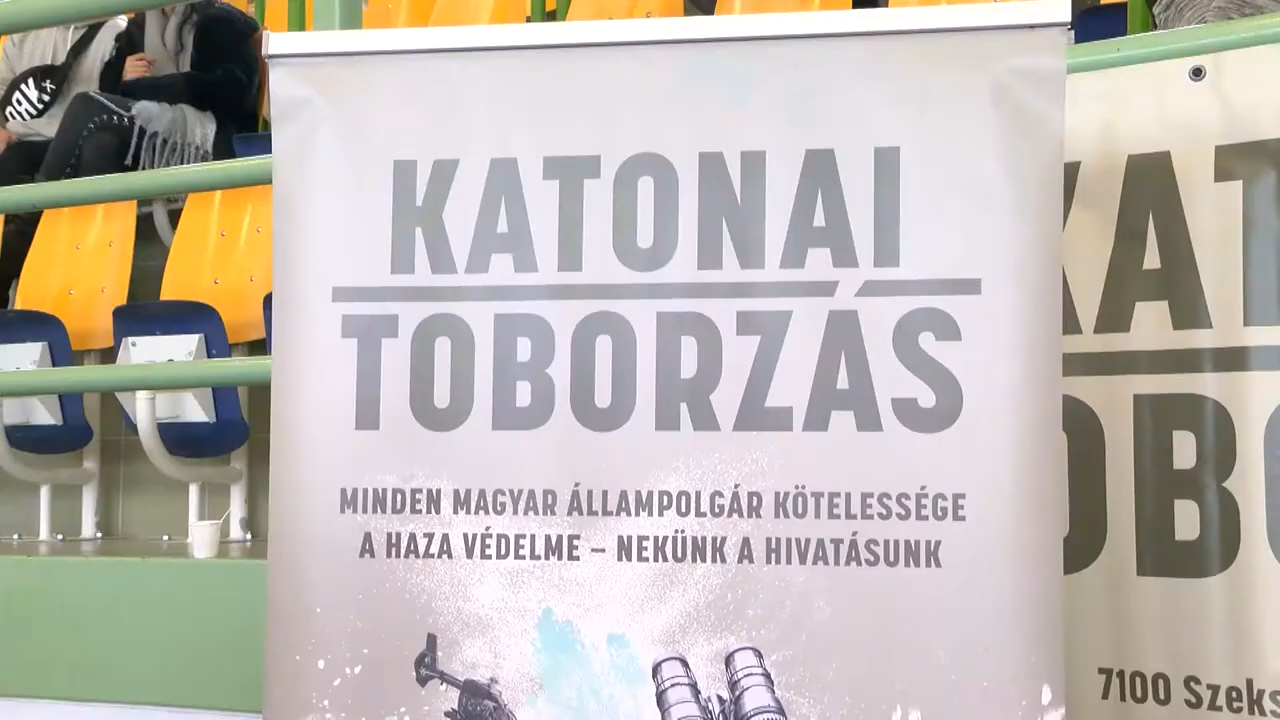 KATONAI
TOBORZÁS
MINDEN MAGYAR ÁLLAMPOLGÁR KÖTELESSÉGE
A HAZA VÉDELME – NEKÜNK A HIVATÁSUNK
KAT
OBO
7100 Szeks